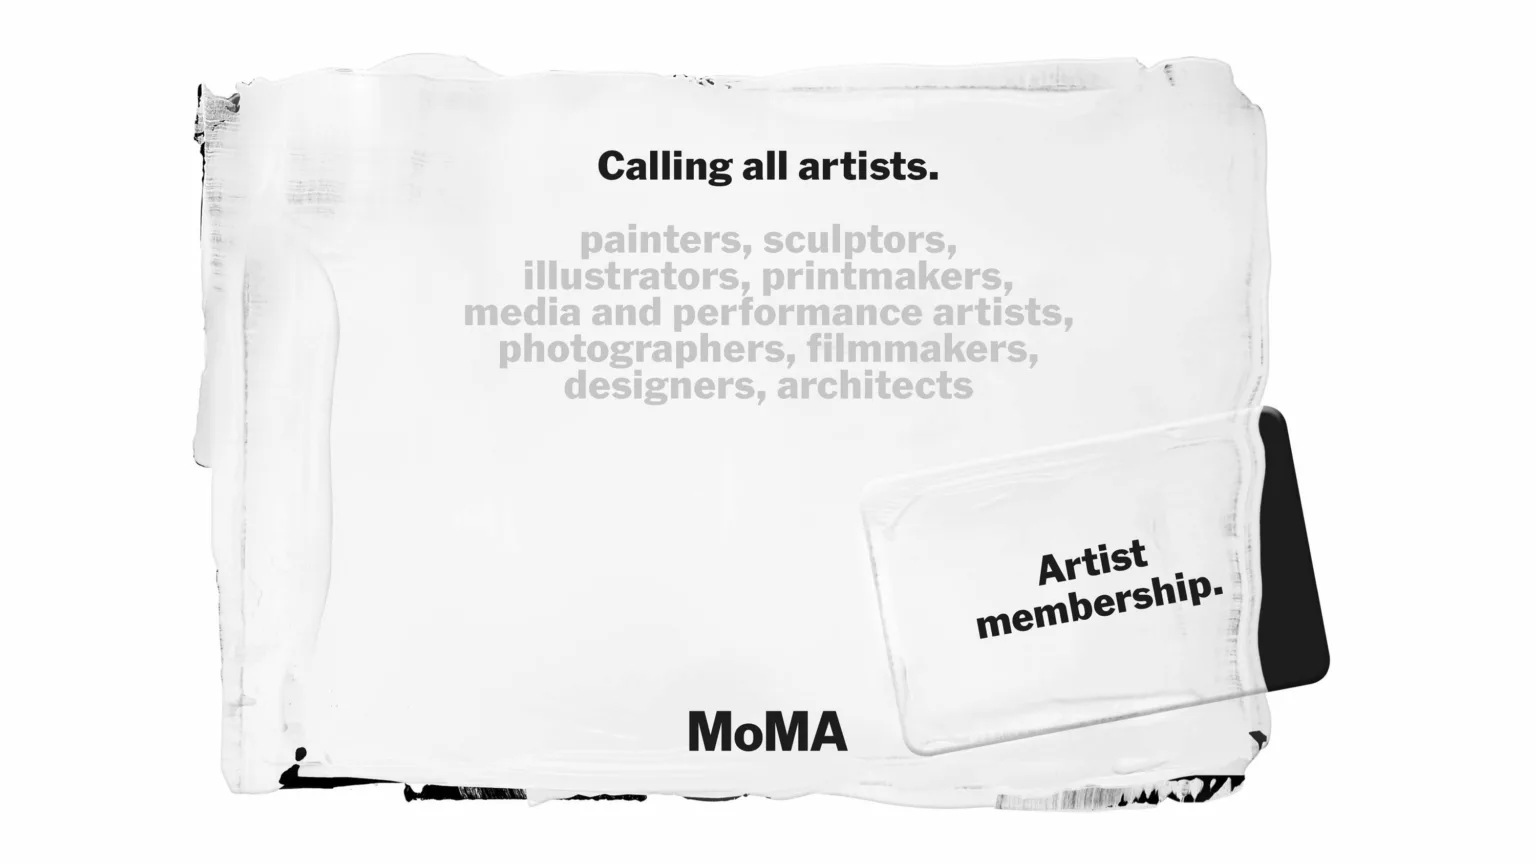 Calling all artists.
painters, sculptors,
illustrators, printmakers,
media and performance artists,
photographers, filmmakers,
designers, architects
Artist
membership.
MoMA